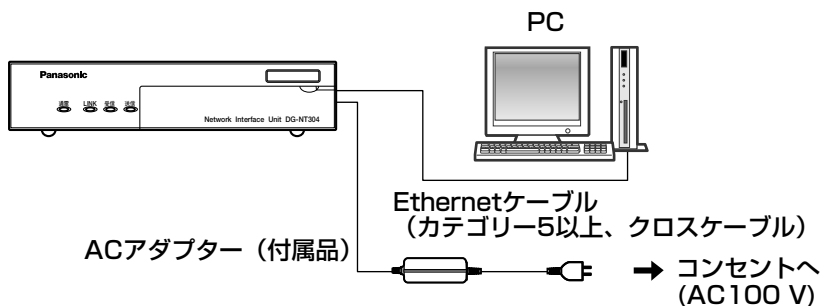 PC
Panasonic
電源 LINK 受信 送信
Network Interface Unit DG-NT304
Ethernetケーブル
（カテゴリー5以上、クロスケーブル）
ACアダプター（付属品）
➡ コンセントへ
(AC100 V)